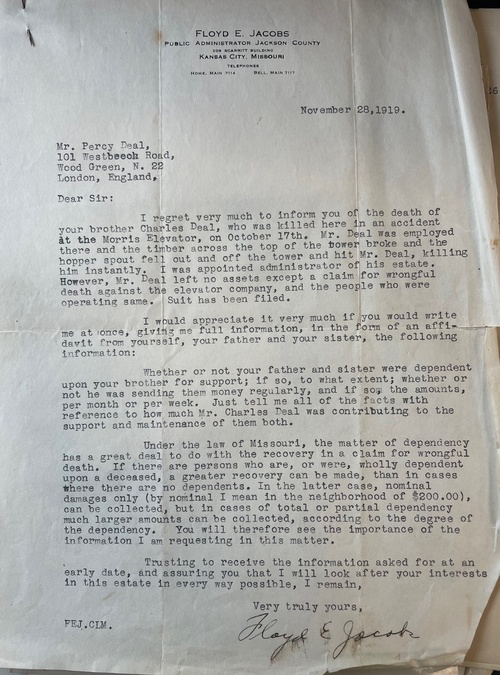 FLOYD E. JACOBS
PUBLIC ADMINISTRATOR JACKSON COUNTY
SCARRITT BUILDING
KANSAS CITY, MISSOURI
TELEPHONES
HOME, MAIN 7114 BELL, MAIN 7117
November 28,1919.
Mr. Percy Deal,
101 Westbeech Road,
Wood Green, N. 22
London, England.
Dear Sir:
I regret very much to inform you of the death of
your brother Charles Deal, who was killed here in an accident
at the Morris Elevator, on October 17th. Mr. Deal was employed
there and the timber across the top of the tower broke and the
hopper spout fell out and off the tower and hit Mr. Deal, killing
him instantly. I was appointed administrator of his estate.
However, Mr. Deal left no assets except a claim for wrongful
death against the elevator company, and the people who were
operating same. Suit has been filed.
I would appreciate it very much if you would write
me at once, giving me full information, in the form of an affi-
davit from yourself, your father and your sister, the following
information:
Whether or not your father and sister were dependent
upon your brother for support; if so, to what extent; whether or
not he was sending them money regularly, and if so, the amounts,
per month or per week. Just tell me all of the facts with
reference to how much Mr. Charles Deal was contributing to the
support and maintenance of them both.
Under the law of Missouri, the matter of dependency
has a great deal to do with the recovery in a claim for wrongful
death. If there are persons who are, or were, wholly dependent
upon a deceased, a greater recovery can be made, than in cases
where there are no dependents. In the latter case, nominal
damages only (by nominal I mean in the neighborhood of $200.00),
can be collected, but in cases of total or partial dependency
much larger amounts can be collected, according to the degree of
the dependency. You will therefore see the importance of the
information I am requesting in this matter.
Trusting to receive the information asked for at an
early date, and assuring you that I will look after your interests
in this estate in every way possible, I remain,
Very truly yours,
FEJ.CLM.
Floyd E Jacobs